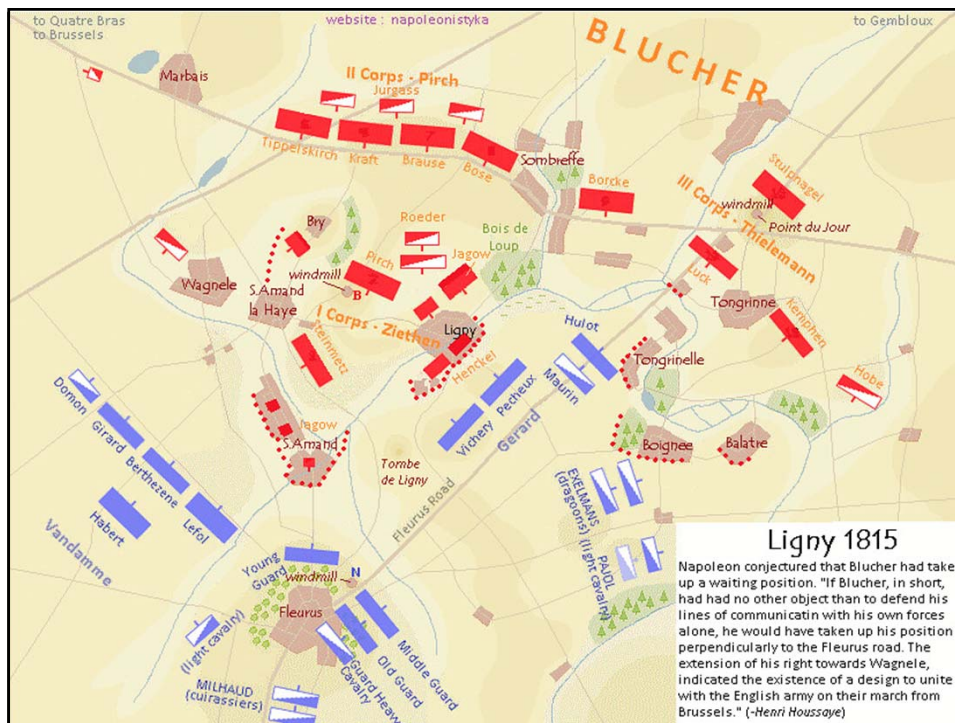 to Quatre Bras
to Brussels
website : napoleonistyka
to Gembloux
BLUCHER
Marbais
II Corps - Pirch
Jurgass
Tippelskirch
Kraft
Brause
7
Bose
8
Sombreffe
Borcke
9
Stulpnagel
windmill
Point du Jour
III Corps - Thielemann
Bry
Roeder
Bois de
Loup
Jagow
Pirch
2
windmill
B
Wagnele
S.Amand
la Haye
Luck
Tongrinne
Kemphen
I Corps - Ziethen
Ligny
Steinmetz
Henckel
Hulot
Maurin
Pecheux
Vichery
Gerard
Tongrinelle
Hobe
Domon
Girard
Berthezene
Lefol
Habert
Vandamme
Jagow
S.Amand
Tombe
de Ligny
Fleurus Road
Boignee
Balatre
EXELMANS
(dragoons)
(light cavalry)
PAJOL
Young
Guard
windmill
N
Fleurus
(light cavalry)
MILHAUD
(cuirassiers)
Guard Heavy
Cavalry
Old Guard
Middle Guard
Ligny 1815
Napoleon conjectured that Blucher had take
up a waiting position. "If Blucher, in short,
had had no other object than to defend his
lines of communicatin with his own forces
alone, he would have taken up his position
perpendicularly to the Fleurus road. The
extension of his right towards Wagnele,
indicated the existence of a design to unite
with the English army on their march from
Brussels." (-Henri Houssaye)